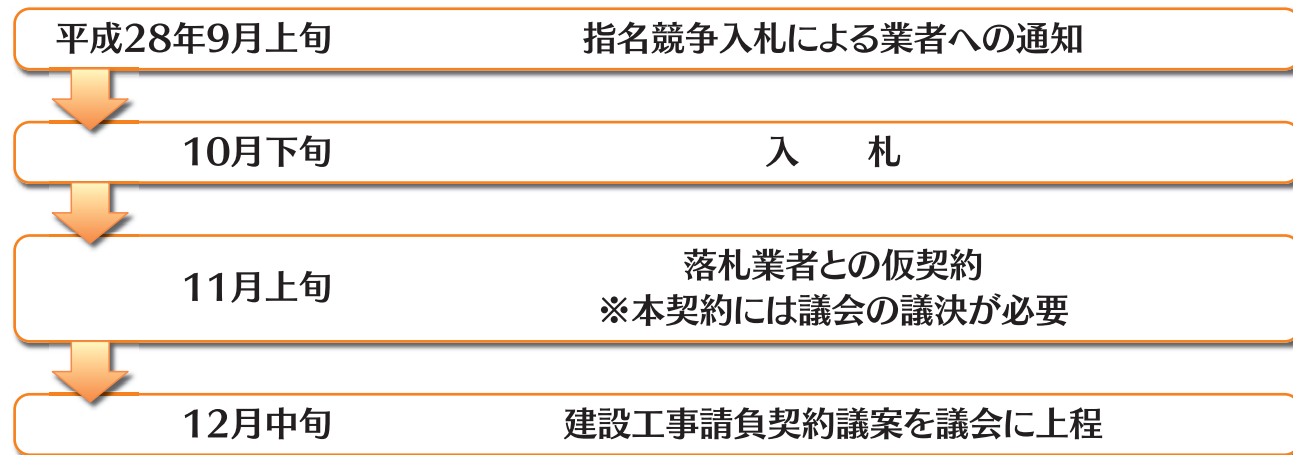 平成28年9月上旬 指名競争入札による業者への通知
10月下旬 入　札
11月上旬 落札業者との仮契約
※本契約には議会の議決が必要
12月中旬 建設工事請負契約議案を議会に上程